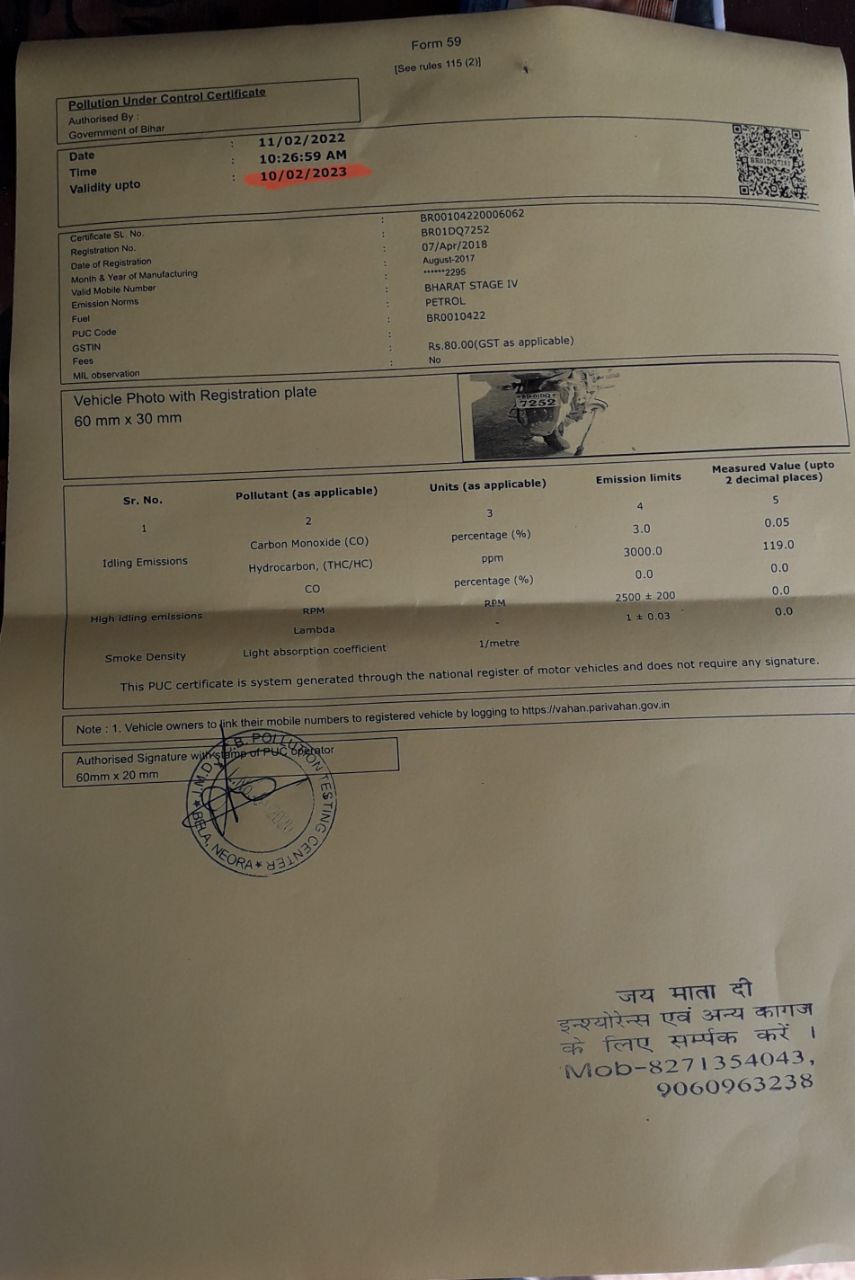 Form 59
[See rules 115 (2)]
Pollution Under Control Certificate
Authorised By :
Government of Bihar
Date : 11/02/2022
Time : 10:26:59 AM
Validity upto : 10/02/2023
BR01DQ7252
Certificate SL. No. : BR00104220006062
Registration No. : BR01DQ7252
Date of Registration : 07/Apr/2018
Month & Year of Manufacturing : August-2017
Valid Mobile Number : ******2295
Emission Norms : BHARAT STAGE IV
Fuel : PETROL
PUC Code : BR0010422
GSTIN :
Fees : Rs.80.00(GST as applicable)
MIL observation : No
Vehicle Photo with Registration plate
60 mm x 30 mm
BR01DQ
7252
Sr. No. Pollutant (as applicable) Units (as applicable) Emission limits Measured Value (upto
2 decimal places)
1 2 3 4 5
Idling Emissions Carbon Monoxide (CO) percentage (%) 3.0 0.05
Hydrocarbon, (THC/HC) ppm 3000.0 119.0
High idling emissions CO percentage (%) 0.0 0.0
RPM RPM 2500 ± 200 0.0
Lambda - 1 ± 0.03 0.0
Smoke Density Light absorption coefficient 1/metre
This PUC certificate is system generated through the national register of motor vehicles and does not require any signature.
Note : 1. Vehicle owners to link their mobile numbers to registered vehicle by logging to https://vahan.parivahan.gov.in
Authorised Signature with stamp of PUC operator
60mm x 20 mm
POLLUTION TESTING CENTER
BELA, NEORA
जय माता दी
इन्श्योरेन्स एवं अन्य कागज
के लिए सर्म्पक करें ।
Mob-8271354043,
9060963238